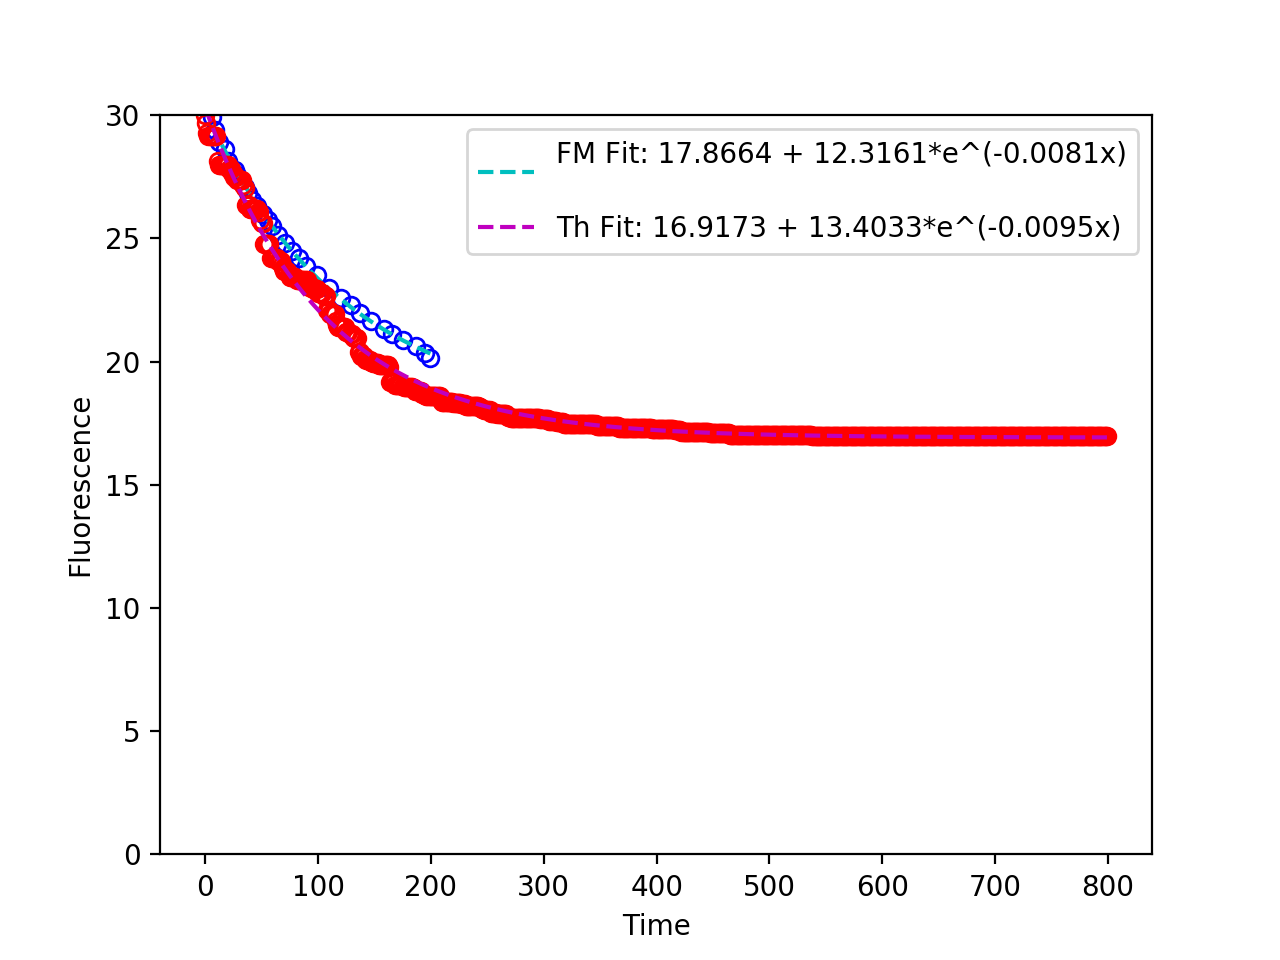 FM Fit: 17.8664 + 12.3161*e^(-0.0081x)
Th Fit: 16.9173 + 13.4033*e^(-0.0095x)
30
25
20
15
10
5
0
Fluorescence
0 100 200 300 400 500 600 700 800
Time